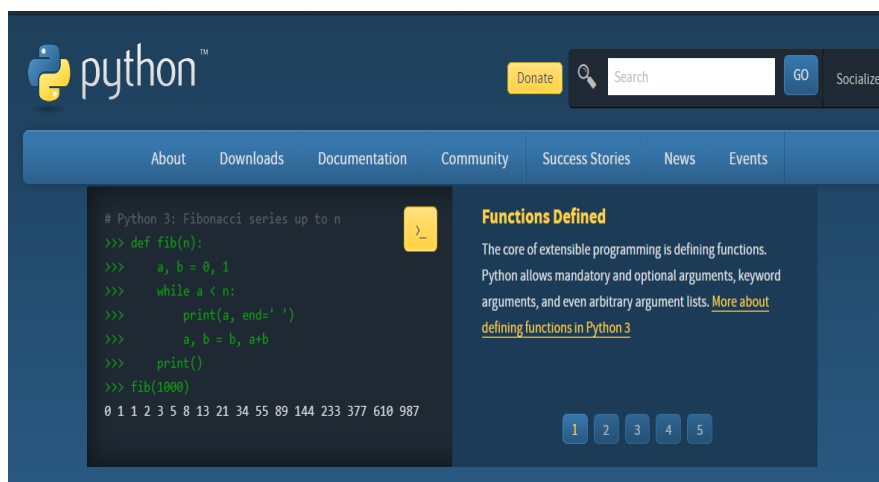 python™
Donate
Search
GO
Socialize
About Downloads Documentation Community Success Stories News Events
# Python 3: Fibonacci series up to n
>>> def fib(n):
>>>     a, b = 0, 1
>>>     while a < n:
>>>         print(a, end=' ')
>>>         a, b = b, a+b
>>>     print()
>>> fib(1000)
0 1 1 2 3 5 8 13 21 34 55 89 144 233 377 610 987
>_
Functions Defined
The core of extensible programming is defining functions.
Python allows mandatory and optional arguments, keyword
arguments, and even arbitrary argument lists. More about
defining functions in Python 3
1 2 3 4 5